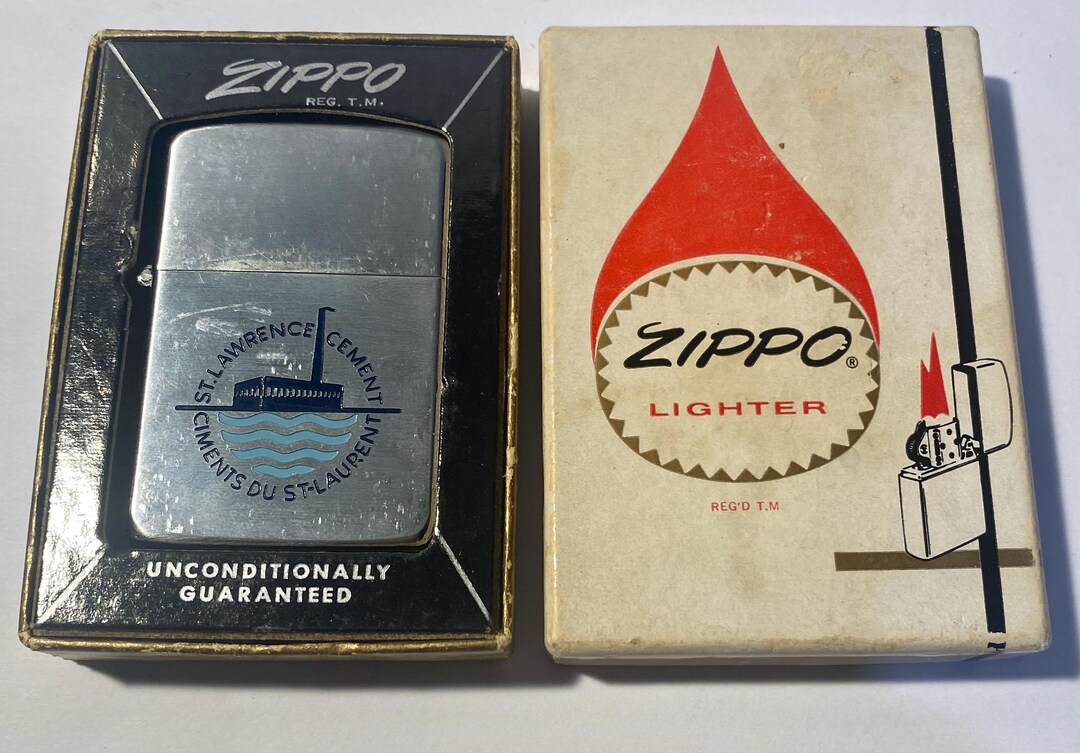 ZIPPO
REG. T.M.
ST. LAWRENCE CEMENT
CIMENTS DU ST-LAURENT
UNCONDITIONALLY
GUARANTEED
ZIPPO®
LIGHTER
REG'D T.M.